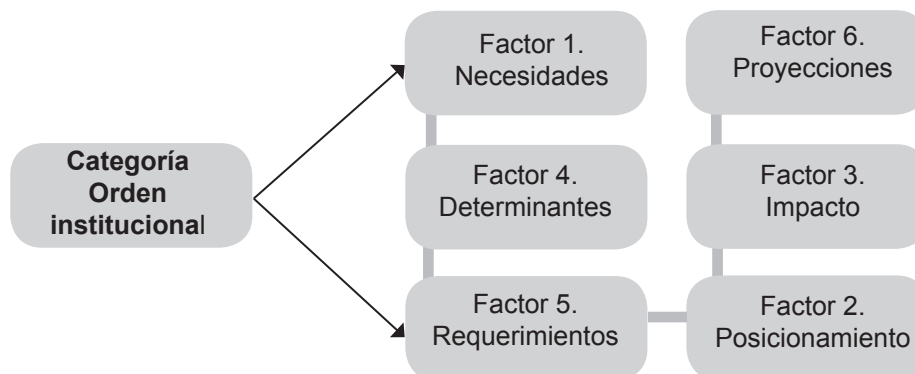 Categoría
Orden
institucional
Factor 1.
Necesidades
Factor 4.
Determinantes
Factor 5.
Requerimientos
Factor 6.
Proyecciones
Factor 3.
Impacto
Factor 2.
Posicionamiento